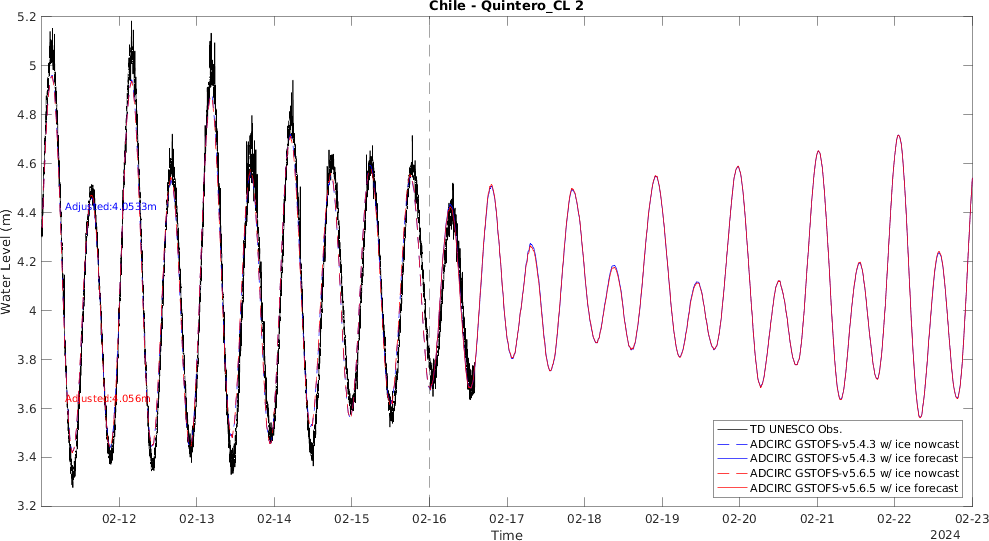 Chile - Quintero_CL 2
Water Level (m)
5.2
5
4.8
4.6
4.4
4.2
4
3.8
3.6
3.4
3.2
Adjusted:4.0533m
Adjusted:4.056m
TD UNESCO Obs.
ADCIRC GSTOFS-v5.4.3 w/ ice nowcast
ADCIRC GSTOFS-v5.4.3 w/ ice forecast
ADCIRC GSTOFS-v5.6.5 w/ ice nowcast
ADCIRC GSTOFS-v5.6.5 w/ ice forecast
02-12 02-13 02-14 02-15 02-16 02-17 02-18 02-19 02-20 02-21 02-22 02-23
Time
2024